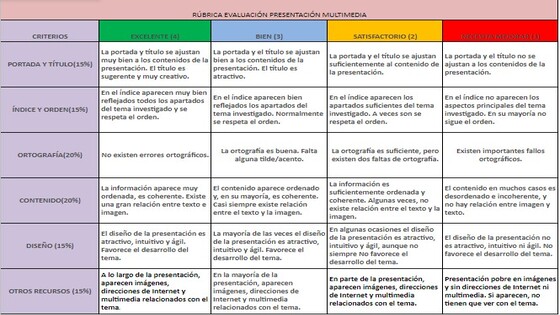 RÚBRICA EVALUACIÓN PRESENTACIÓN MULTIMEDIA
CRITERIOS
EXCELENTE (4)
BIEN (3)
SATISFACTORIO (2)
PORTADA Y TÍTULO(15%)
La portada y título se ajustan
muy bien a los contenidos de la
presentación. El título es
sugerente y muy creativo.
La portada y el título se ajustan
bien a los contenidos de la
presentación. El título es
atractivo.
La portada y el título se ajustan
suficientemente al contenido de
la presentación.
La portada y el título no se
ajustan a los contenidos de la
presentación.
ÍNDICE Y ORDEN(15%)
En el índice aparecen muy bien
reflejados todos los apartados
del tema investigado y se
respeta el orden.
En el índice aparecen bien
reflejados los apartados del
tema investigado. Normalmente
se respeta el orden.
En el índice aparecen los
apartados suficientes del tema
investigado. A veces son se
respeta el orden.
En el índice no aparecen los
aspectos principales del tema
investigado. En su mayoría no
sigue el orden.
ORTOGRAFÍA(20%)
No existen errores ortográficos.
La ortografía es buena. Falta
alguna tilde/acento.
La ortografía es suficiente, pero
existen dos faltas de ortografía.
Existen importantes fallos
ortográficos.
CONTENIDO(20%)
La información aparece muy
ordenada, es coherente. Existe
una gran relación entre texto e
imagen.
El contenido aparece ordenado
y, en su mayoría, es coherente.
Casi siempre existe relación
entre el texto y la imagen.
La información es
suficientemente ordenada y
coherente. Algunas veces, no
existe relación entre el texto y la
imagen.
El contenido en muchos casos es
desordenado e incoherente, y
no hay relación entre imagen y
texto.
DISEÑO (15%)
El diseño de la presentación es
atractivo, intuitivo y ágil.
Favorece el desarrollo del tema.
La mayoría de las veces el diseño
de la presentación es atractivo,
intuitivo y ágil. Favorece el
desarrollo del tema.
En algunas ocasiones el diseño
de la presentación es atractivo,
intuitivo y ágil, aunque no
siempre No favorece el
desarrollo del tema.
El diseño de la presentación no
es atractivo, intuitivo ni ágil. No
favorece el desarrollo del tema.
OTROS RECURSOS (15%)
A lo largo de la presentación,
aparecen imágenes,
direcciones de Internet y
multimedia relacionados con el
tema.
En la mayoría de la
presentación, aparecen
imágenes, direcciones de
Internet y multimedia
relacionados con el tema.
En parte de la presentación,
aparecen imágenes, direcciones
de Internet y multimedia
relacionados con el tema.
Presentación pobre en imágenes
y sin direcciones de Internet ni
multimedia. Si aparecen, no
tienen que ver con el tema.